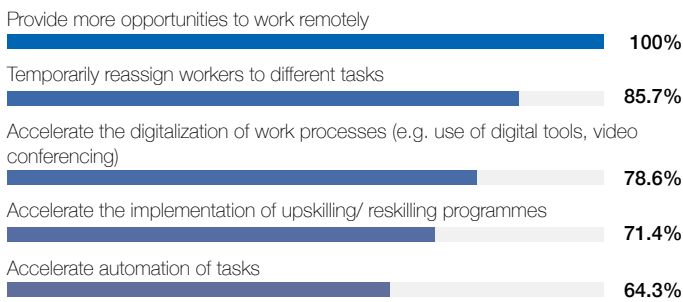 Provide more opportunities to work remotely
100%
Temporarily reassign workers to different tasks
85.7%
Accelerate the digitalization of work processes (e.g. use of digital tools, video
conferencing)
78.6%
Accelerate the implementation of upskilling/ reskilling programmes
71.4%
Accelerate automation of tasks
64.3%